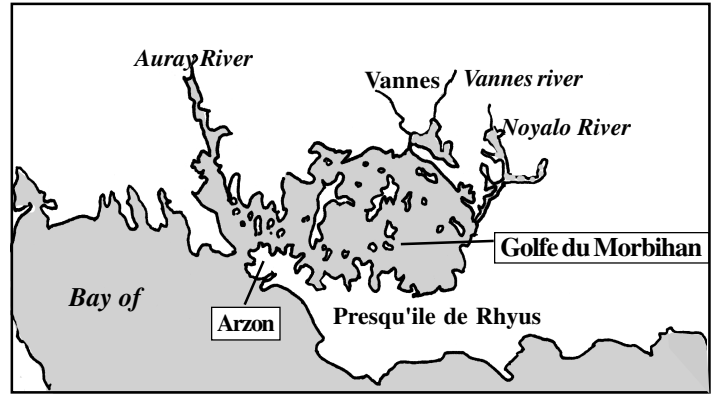 Auray River
Vannes
Vannes river
Noyalo River
Golfe du Morbihan
Bay of
Arzon
Presqu'ile de Rhyus